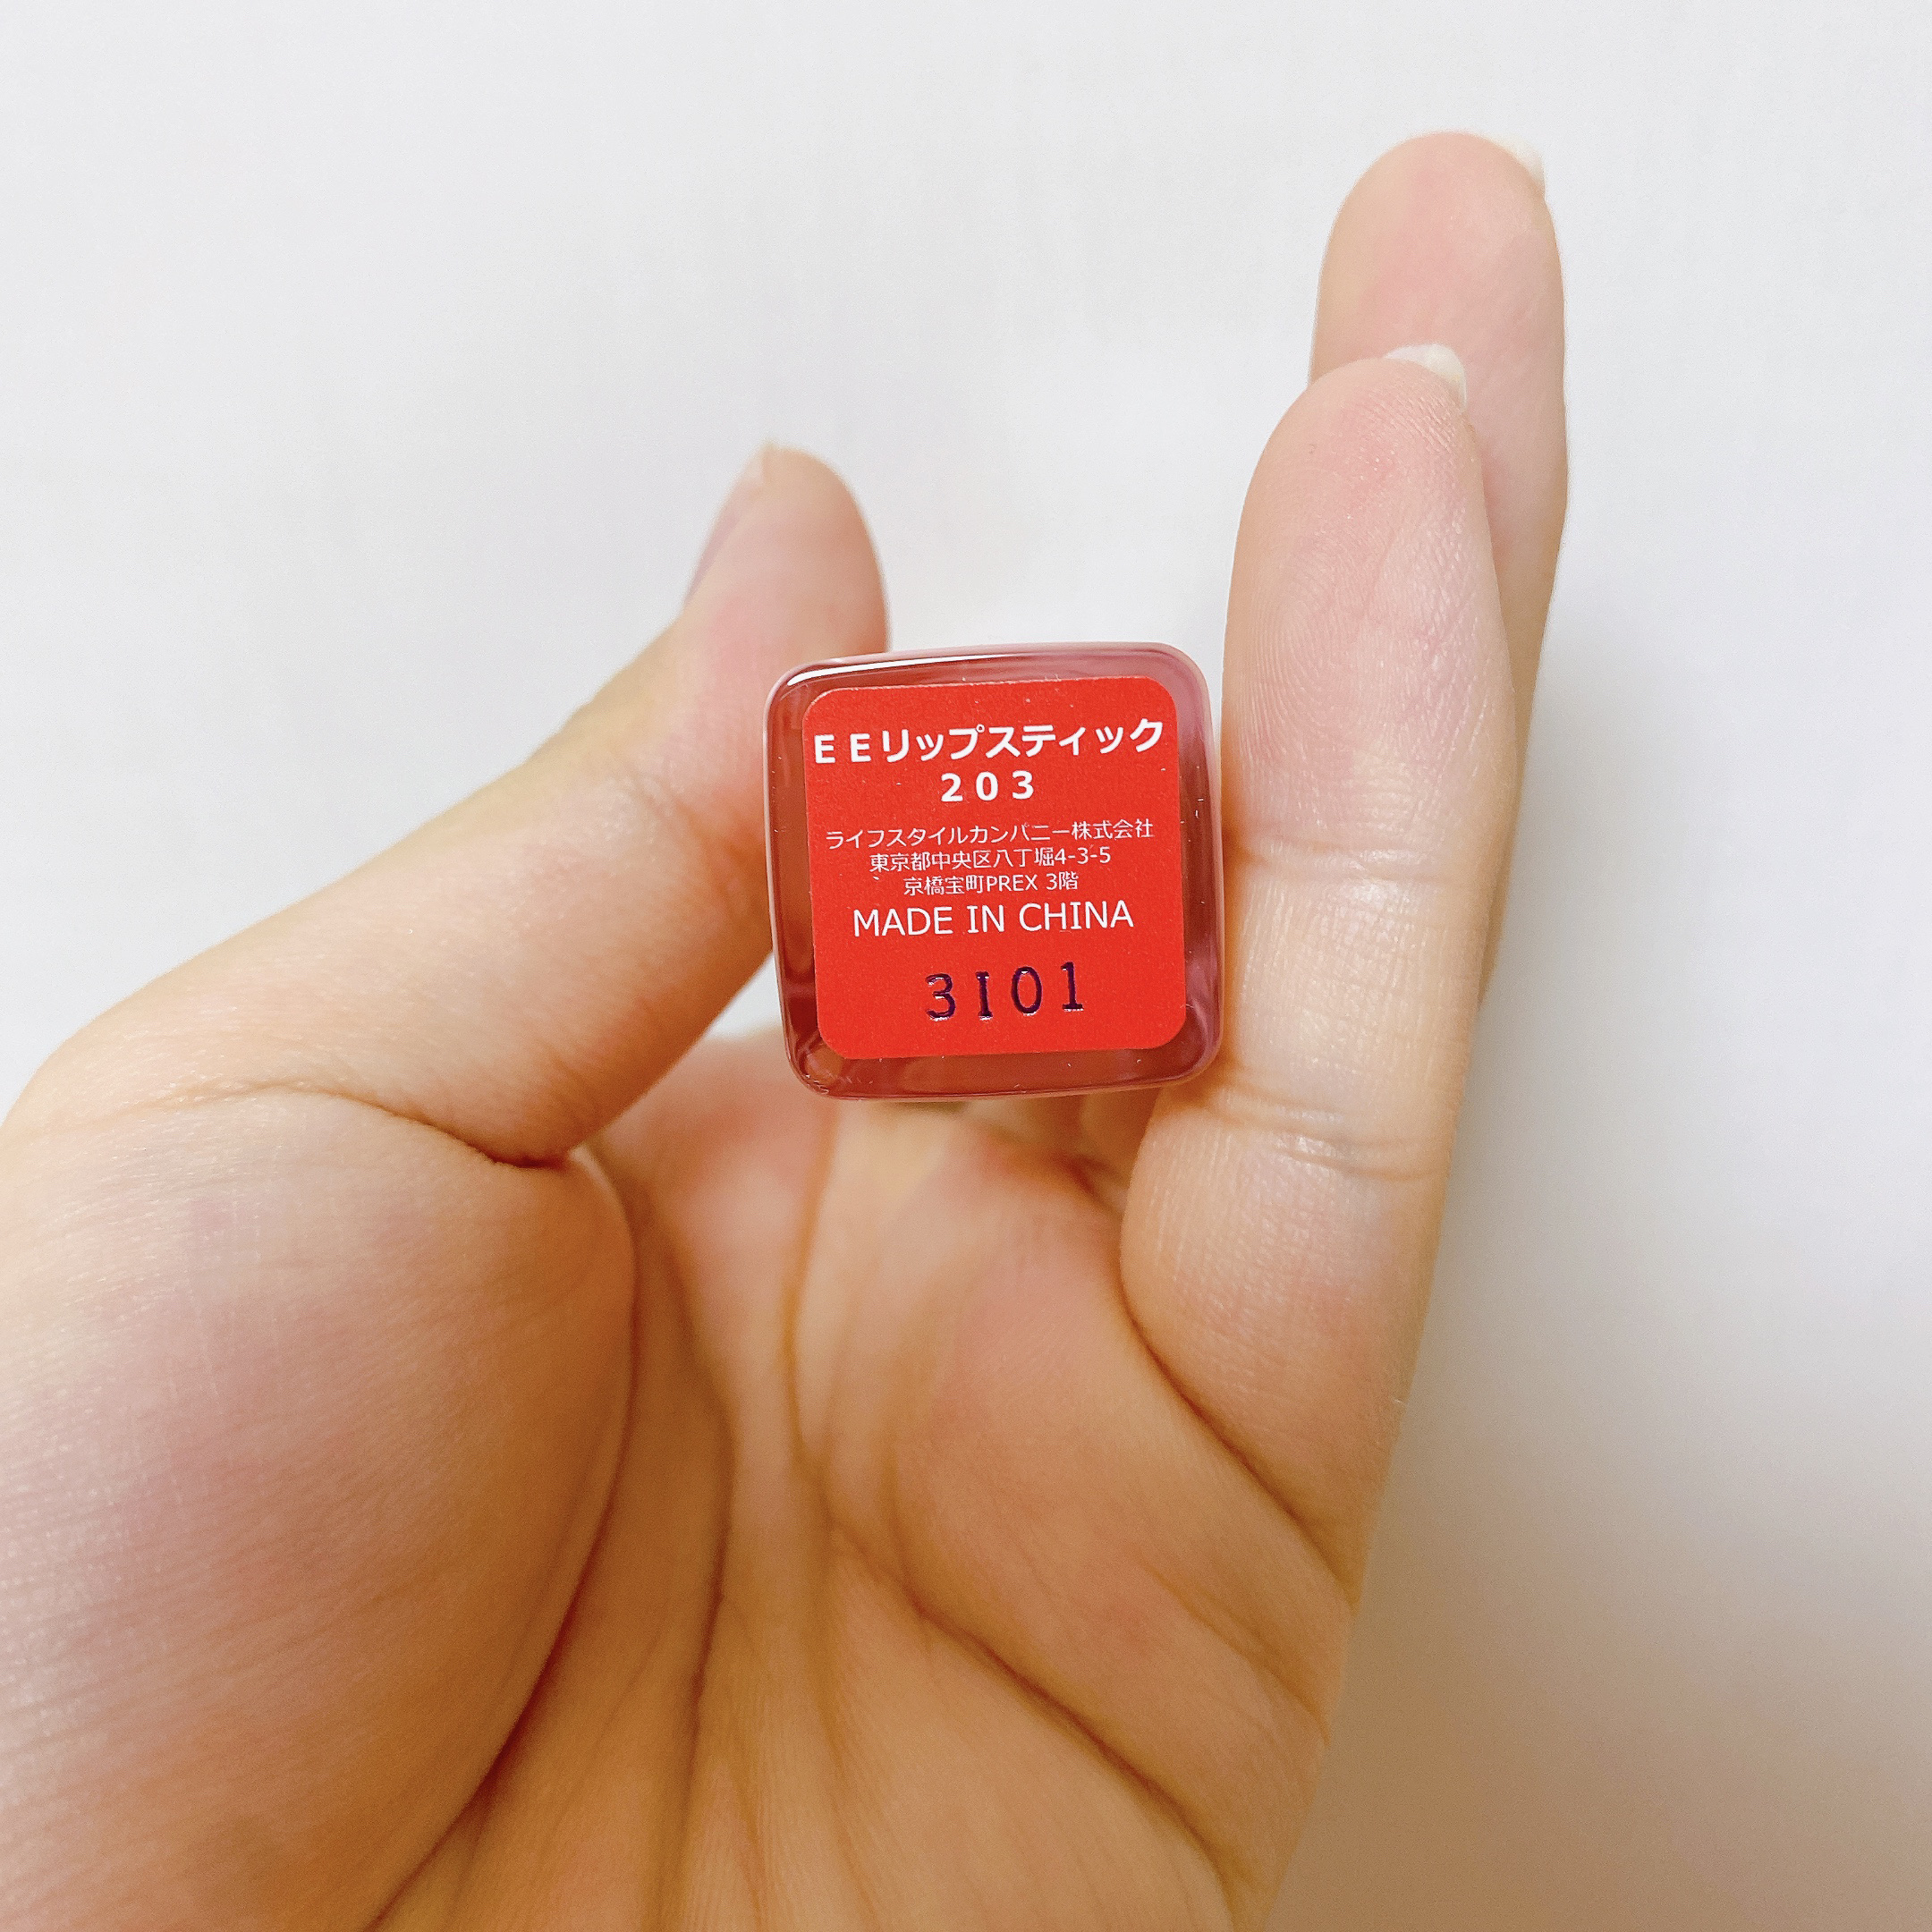 ＥＥリップスティック
２０３
ライフスタイルカンパニー株式会社
東京都中央区八丁堀4-3-5
京橋宝町PREX 3階
MADE IN CHINA
3I01